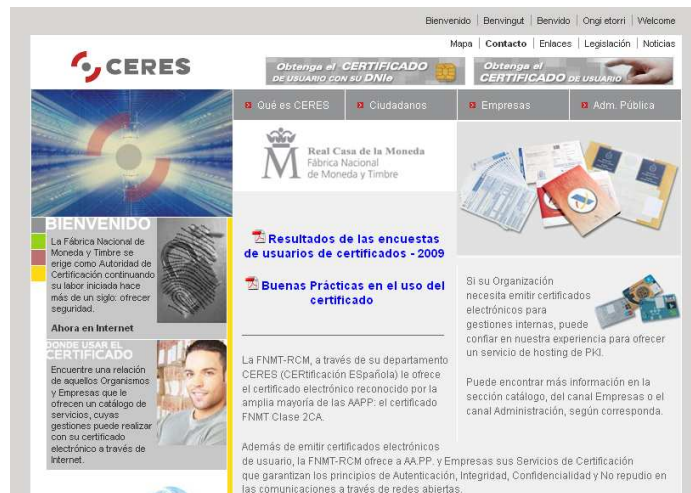 Bienvenido | Benvingut | Benvido | Ongi etorri | Welcome
Mapa | Contacto | Enlaces | Legislación | Noticias
CERES
Obtenga el CERTIFICADO
DE USUARIO CON SU DNIe
Obtenga el
CERTIFICADO DE USUARIO
Qué es CERES
Ciudadanos
Empresas
Adm. Pública
Real Casa de la Moneda
Fábrica Nacional
de Moneda y Timbre
BIENVENIDO
La Fábrica Nacional de
Moneda y Timbre se
erige como Autoridad de
Certificación continuando
su labor iniciada hace
más de un siglo: ofrecer
seguridad.
Ahora en Internet
DONDE USAR EL
CERTIFICADO
Encuentre una relación
de aquellos Organismos
y Empresas que le
ofrecen un catálogo de
servicios, cuyas
gestiones puede realizar
con su certificado
electrónico a través de
Internet.
Resultados de las encuestas
de usuarios de certificados - 2009
Buenas Prácticas en el uso del
certificado
La FNMT-RCM, a través de su departamento
CERES (CERtificación ESpañola) le ofrece
el certificado electrónico reconocido por la
amplia mayoría de las AAPP: el certificado
FNMT Clase 2CA.
Además de emitir certificados electrónicos
de usuario, la FNMT-RCM ofrece a AA.PP. y Empresas sus Servicios de Certificación
que garantizan los principios de Autenticación, Integridad, Confidencialidad y No repudio en
las comunicaciones a través de redes abiertas.
Si su Organización
necesita emitir certificados
electrónicos para
gestiones internas, puede
confiar en nuestra experiencia para ofrecer
un servicio de hosting de PKI.
Puede encontrar más información en la
sección catálogo, del canal Empresas o el
canal Administración, según corresponda.